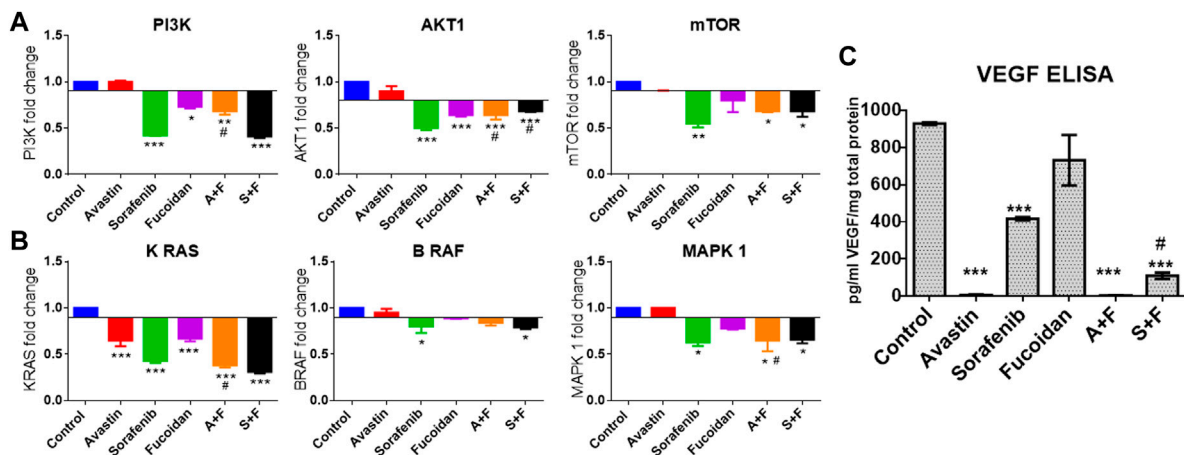 A
PI3K
PI3K fold change
1.5
1.0
0.5
0.0
***
*
**
#
***
Control
Avastin
Sorafenib
Fucoidan
A+F
S+F
AKT1
AKT1 fold change
1.5
1.0
0.5
0.0
***
***
***
#
***
#
Control
Avastin
Sorafenib
Fucoidan
A+F
S+F
mTOR
mTOR fold change
1.5
1.0
0.5
0.0
**
*
*
Control
Avastin
Sorafenib
Fucoidan
A+F
S+F
B
K RAS
KRAS fold change
1.5
1.0
0.5
0.0
***
***
***
***
#
***
Control
Avastin
Sorafenib
Fucoidan
A+F
S+F
B RAF
BRAF fold change
1.5
1.0
0.5
0.0
*
*
Control
Avastin
Sorafenib
Fucoidan
A+F
S+F
MAPK 1
MAPK 1 fold change
1.5
1.0
0.5
0.0
*
* #
*
Control
Avastin
Sorafenib
Fucoidan
A+F
S+F
C
VEGF ELISA
pg/ml VEGF/mg total protein
1000
800
600
400
200
0
***
***
***
#
***
Control
Avastin
Sorafenib
Fucoidan
A+F
S+F